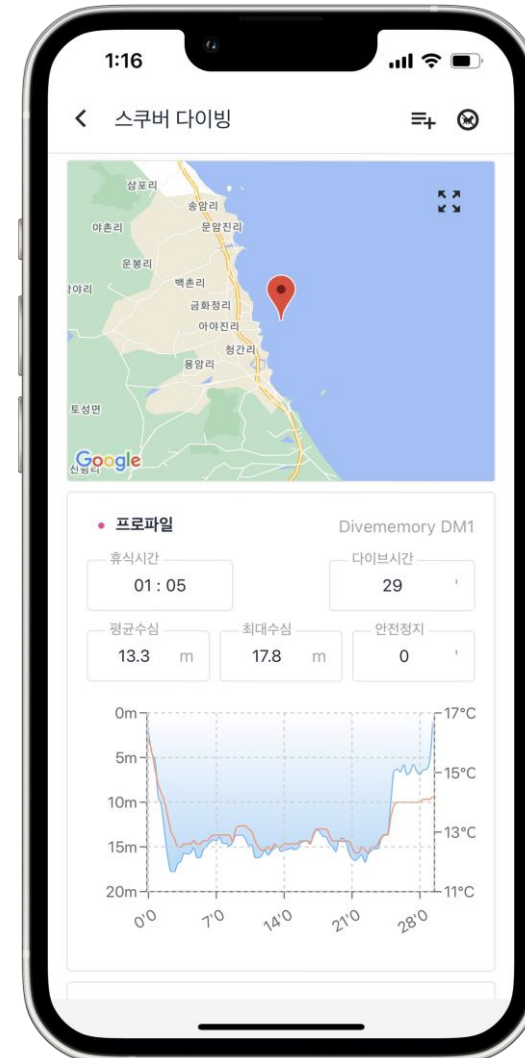 1:16
스쿠버 다이빙
삼포리
송암리
야촌리
문암진리
운봉리
백촌리
금화정리
아야진리
청간리
용암리
토성면
Google
프로파일 Divememory DM1
휴식시간 다이브시간
01 : 05 29 '
평균수심 최대수심 안전정지
13.3 m 17.8 m 0 '
0m 17°C
5m 15°C
10m
15m 13°C
20m 11°C
0'0 7'0 14'0 21'0 28'0